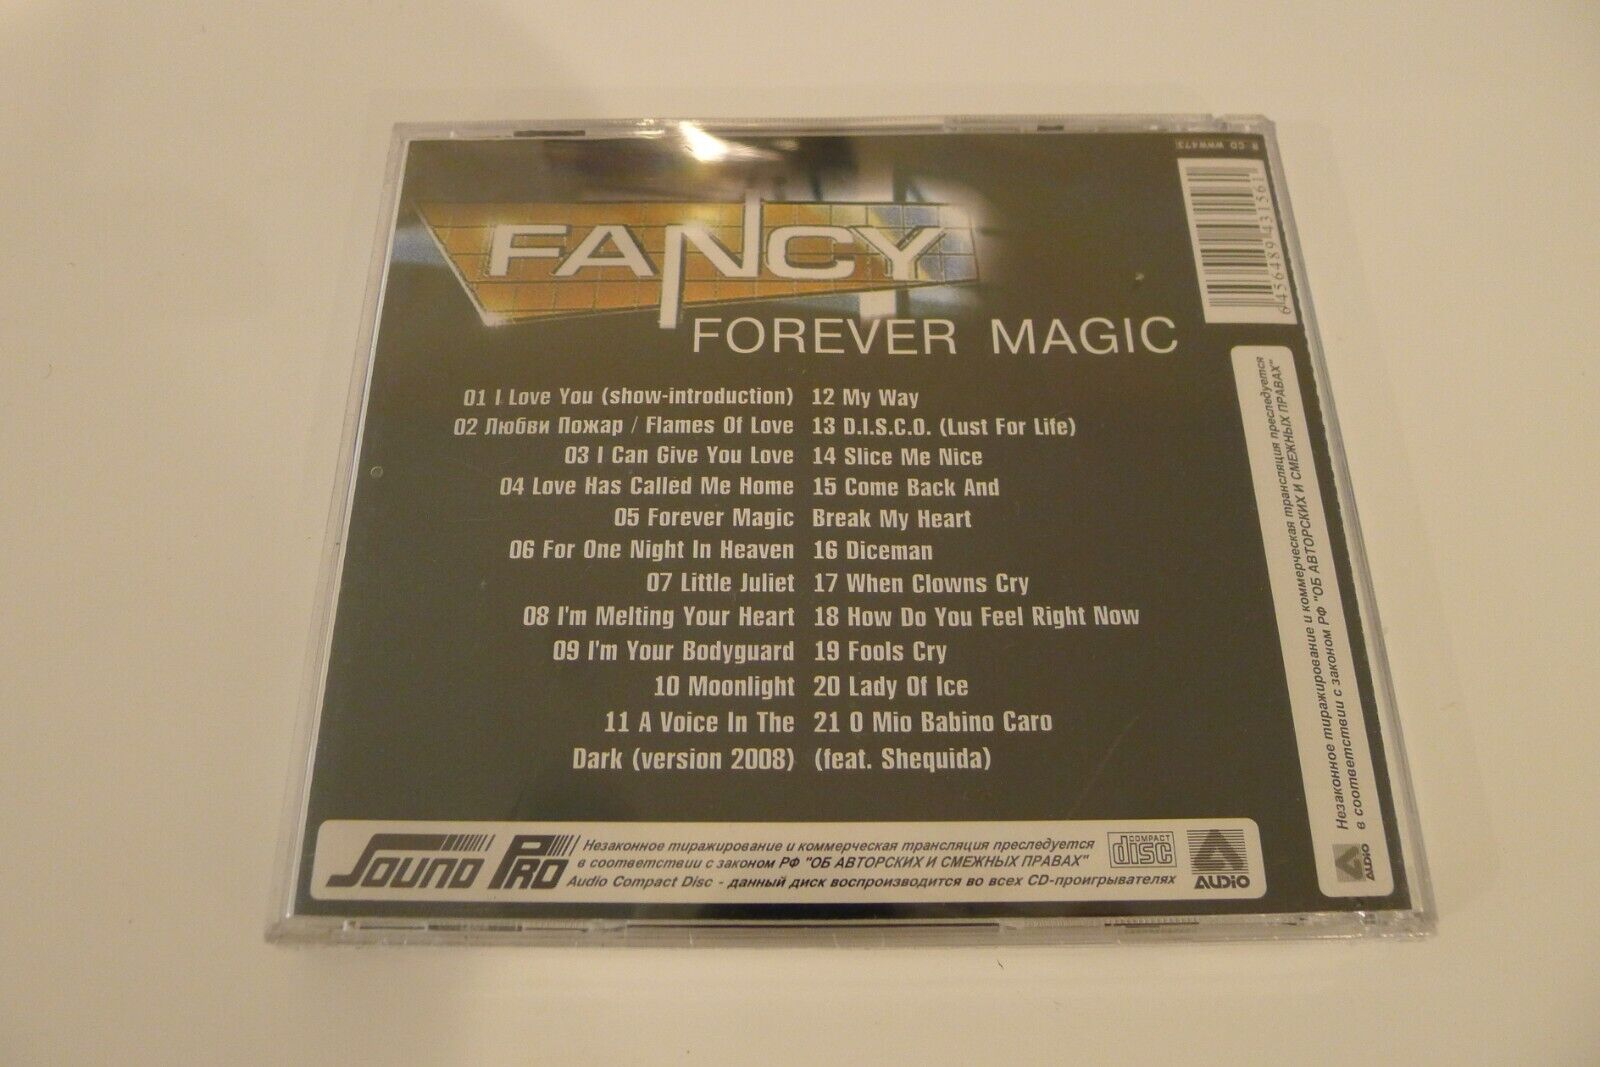 FANCY
FOREVER MAGIC
01 I Love You (show-introduction)
02 Любви Пожар / Flames Of Love
03 I Can Give You Love
04 Love Has Called Me Home
05 Forever Magic
06 For One Night In Heaven
07 Little Juliet
08 I'm Melting Your Heart
09 I'm Your Bodyguard
10 Moonlight
11 A Voice In The
Dark (version 2008)
12 My Way
13 D.I.S.C.O. (Lust For Life)
14 Slice Me Nice
15 Come Back And
Break My Heart
16 Diceman
17 When Clowns Cry
18 How Do You Feel Right Now
19 Fools Cry
20 Lady Of Ice
21 O Mio Babino Caro
(feat. Shequida)
SOUND PRO
Незаконное тиражирование и коммерческая трансляция преследуется
в соответствии с законом РФ "ОБ АВТОРСКИХ И СМЕЖНЫХ ПРАВАХ"
Audio Compact Disc - данный диск воспроизводится во всех CD-проигрывателях
COMPACT
disc
AUDIO
R CD WWW473
6 456489 431561
Незаконное тиражирование и коммерческая трансляция преследуется
в соответствии с законом РФ "ОБ АВТОРСКИХ И СМЕЖНЫХ ПРАВАХ"
AUDIO